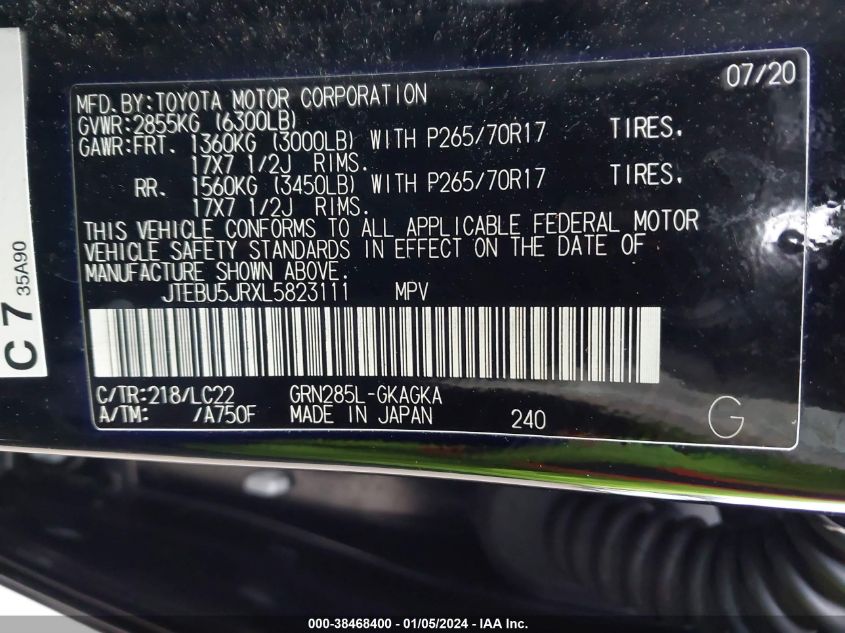 07/20
MFD. BY: TOYOTA MOTOR CORPORATION
GVWR: 2855KG (6300LB)
GAWR: FRT. 1360KG (3000LB) WITH P265/70R17 TIRES.
17X7 1/2J RIMS.
RR. 1560KG (3450LB) WITH P265/70R17 TIRES.
17X7 1/2J RIMS.
THIS VEHICLE CONFORMS TO ALL APPLICABLE FEDERAL MOTOR
VEHICLE SAFETY STANDARDS IN EFFECT ON THE DATE OF
MANUFACTURE SHOWN ABOVE.
JTEBU5JRXL5823111 MPV
C/TR: 218/LC22 GRN285L-GKAGKA
A/TM: /A750F MADE IN JAPAN 240 G
C 7
35A90
000-38468400 - 01/05/2024 - IAA Inc.